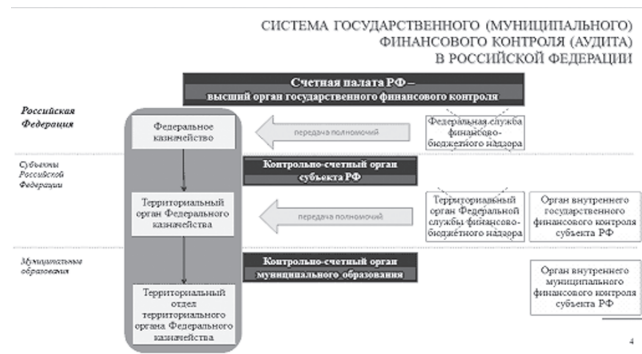 СИСТЕМА ГОСУДАРСТВЕННОГО (МУНИЦИПАЛЬНОГО)
ФИНАНСОВОГО КОНТРОЛЯ (АУДИТА)
В РОССИЙСКОЙ ФЕДЕРАЦИИ
Счетная палата РФ –
высший орган государственного финансового контроля
Российская
Федерация
Федеральное
казначейство
передача полномочий
Федеральная служба
финансово-
бюджетного надзора
Субъекты
Российской
Федерации
Контрольно-счетный орган
субъекта РФ
Территориальный
орган Федерального
казначейства
передача полномочий
Территориальный
орган Федеральной
службы финансово-
бюджетного надзора
Орган внутреннего
государственного
финансового контроля
субъекта РФ
Муниципальные
образования
Контрольно-счетный орган
муниципального образования
Территориальный
отдел
территориального
органа Федерального
казначейства
Орган внутреннего
муниципального
финансового контроля
субъекта РФ
4